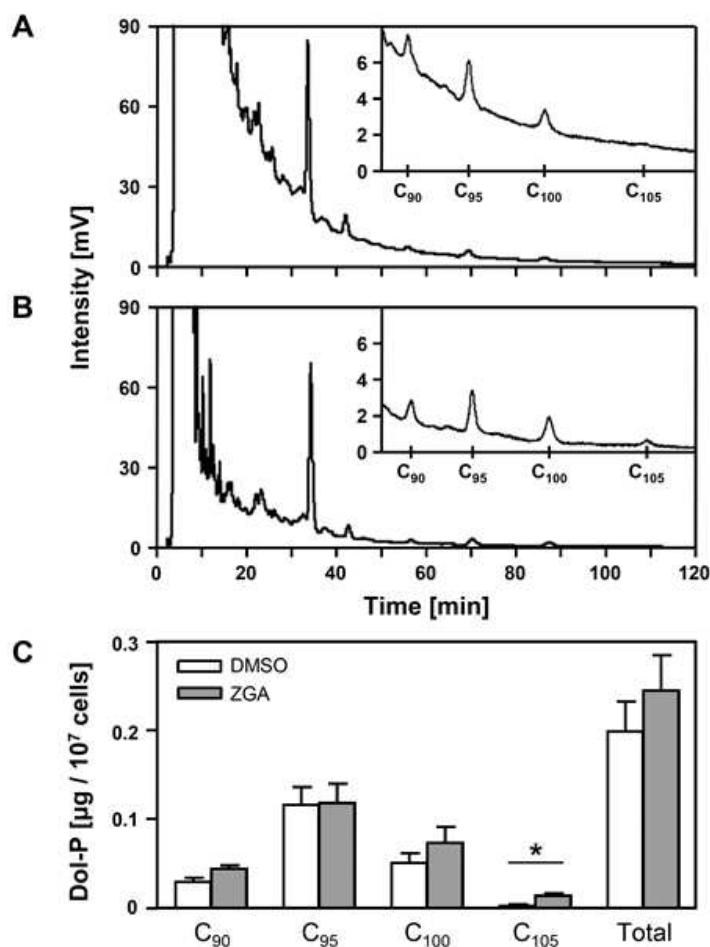 A
90
60
30
0
6
4
2
0
C₉₀ C₉₅ C₁₀₀ C₁₀₅
Intensity [mV]
B
90
60
30
0
6
4
2
0
C₉₀ C₉₅ C₁₀₀ C₁₀₅
0 20 40 60 80 100 120
Time [min]
C
Dol-P [µg / 10⁷ cells]
0.3
0.2
0.1
0
DMSO
ZGA
*
C₉₀ C₉₅ C₁₀₀ C₁₀₅ Total